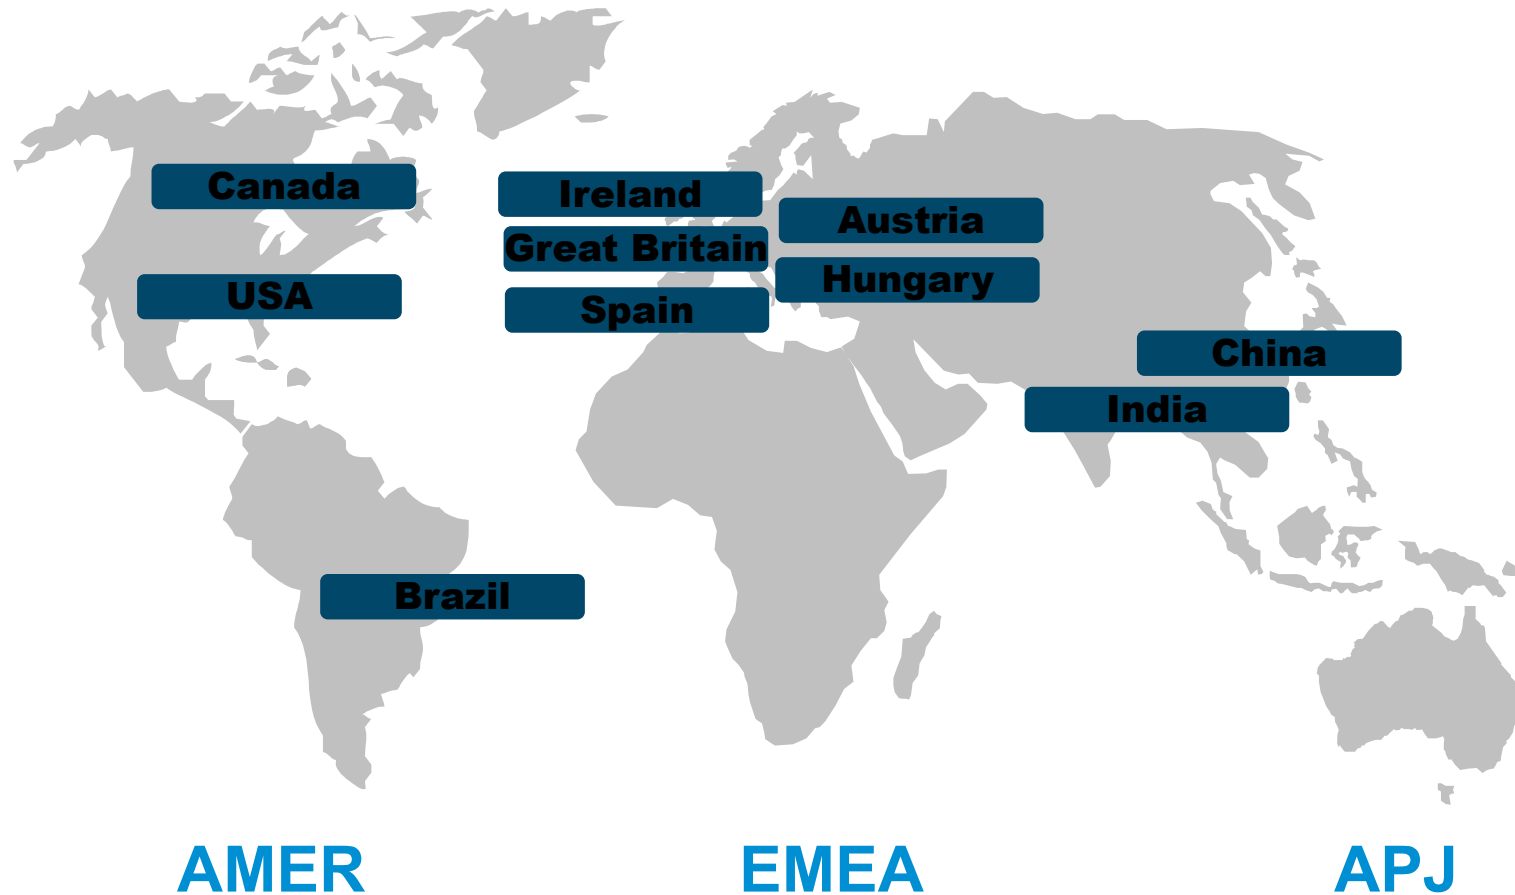 Canada
Ireland
Austria
Great Britain
Hungary
USA
Spain
China
India
Brazil
AMER
EMEA
APJ